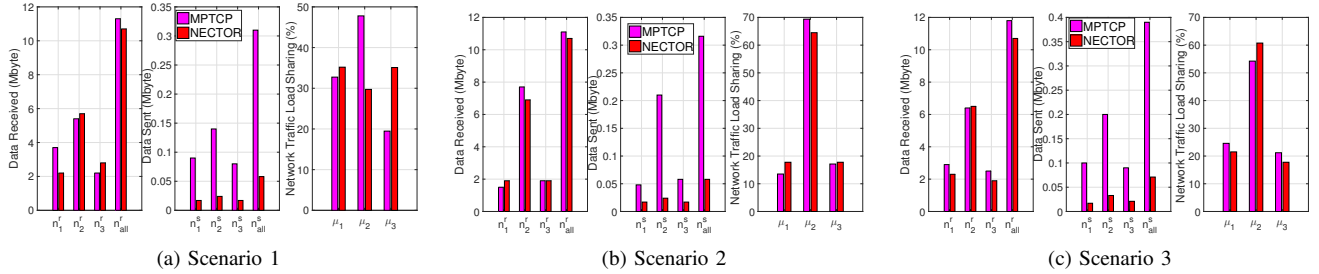 Data Received (Mbyte)
12
10
8
6
4
2
0
n₁ʳ n₂ʳ n₃ʳ nᵣₐₗₗ
Data Sent (Mbyte)
0.35
0.3
0.25
0.2
0.15
0.1
0.05
0
n₁ˢ n₂ˢ n₃ˢ nˢall
MPTCP
NECTOR
Network Traffic Load Sharing (%)
50
40
30
20
10
0
μ₁ μ₂ μ₃
(a) Scenario 1
Data Received (Mbyte)
12
10
8
6
4
2
0
n₁ʳ n₂ʳ n₃ʳ nʳall
Data Sent (Mbyte)
0.35
0.3
0.25
0.2
0.15
0.1
0.05
0
n₁ˢ n₂ˢ n₃ˢ nˢall
MPTCP
NECTOR
Network Traffic Load Sharing (%)
70
60
50
40
30
20
10
0
μ₁ μ₂ μ₃
(b) Scenario 2
Data Received (Mbyte)
12
10
8
6
4
2
0
n₁ʳ n₂ʳ n₃ʳ nʳall
Data Sent (Mbyte)
0.4
0.35
0.3
0.25
0.2
0.15
0.1
0.05
0
n₁ˢ n₂ˢ n₃ˢ nˢall
MPTCP
NECTOR
Network Traffic Load Sharing (%)
70
60
50
40
30
20
10
0
μ₁ μ₂ μ₃
(c) Scenario 3